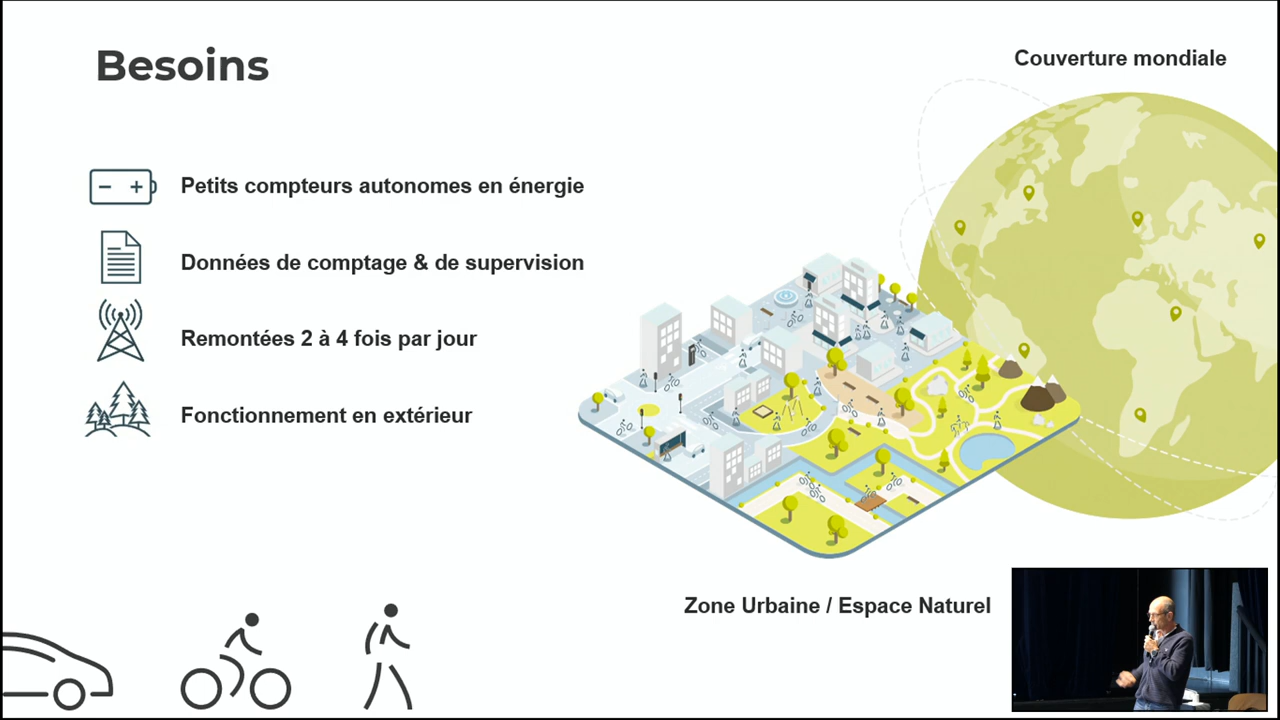 Besoins
Couverture mondiale
Petits compteurs autonomes en énergie
Données de comptage & de supervision
Remontées 2 à 4 fois par jour
Fonctionnement en extérieur
Zone Urbaine / Espace Naturel